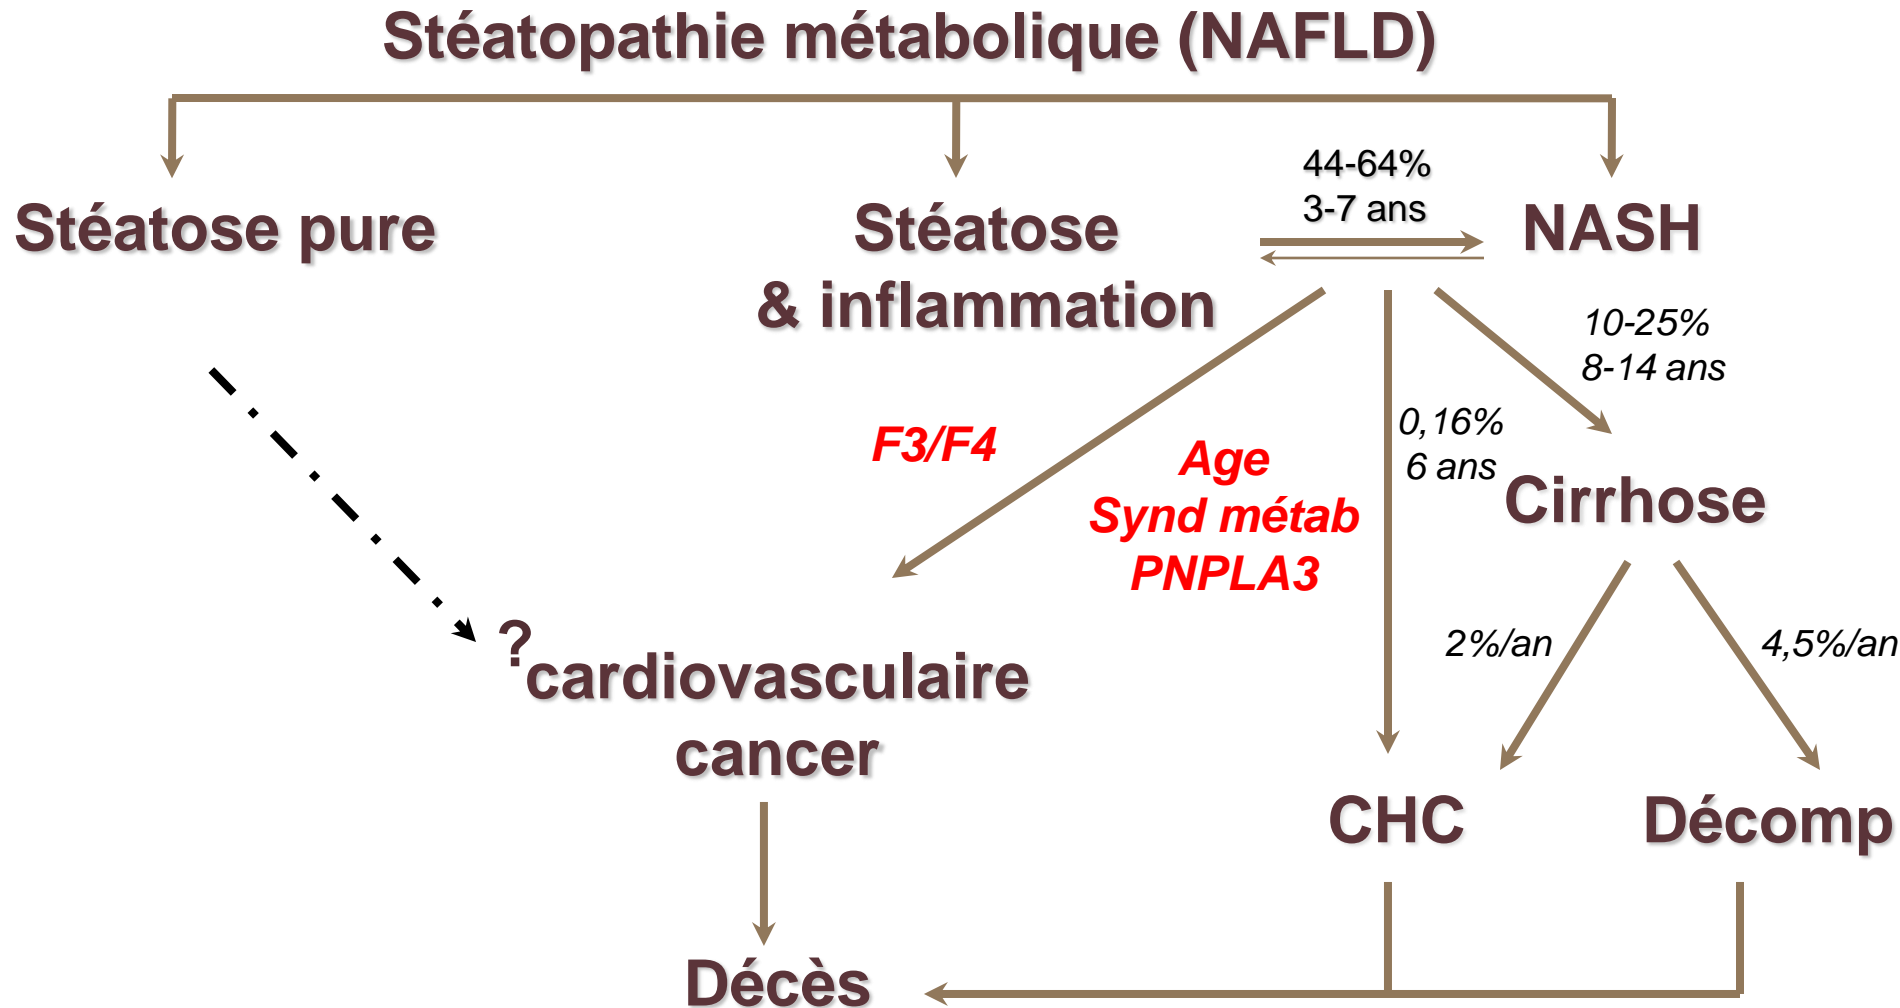 Stéatopathie métabolique (NAFLD)
44-64%
3-7 ans
Stéatose pure
Stéatose
& inflammation
NASH
10-25%
8-14 ans
F3/F4
Age
Synd métab
PNPLA3
0,16%
6 ans
Cirrhose
?
cardiovasculaire
cancer
2%/an
4,5%/an
CHC
Décomp
Décès